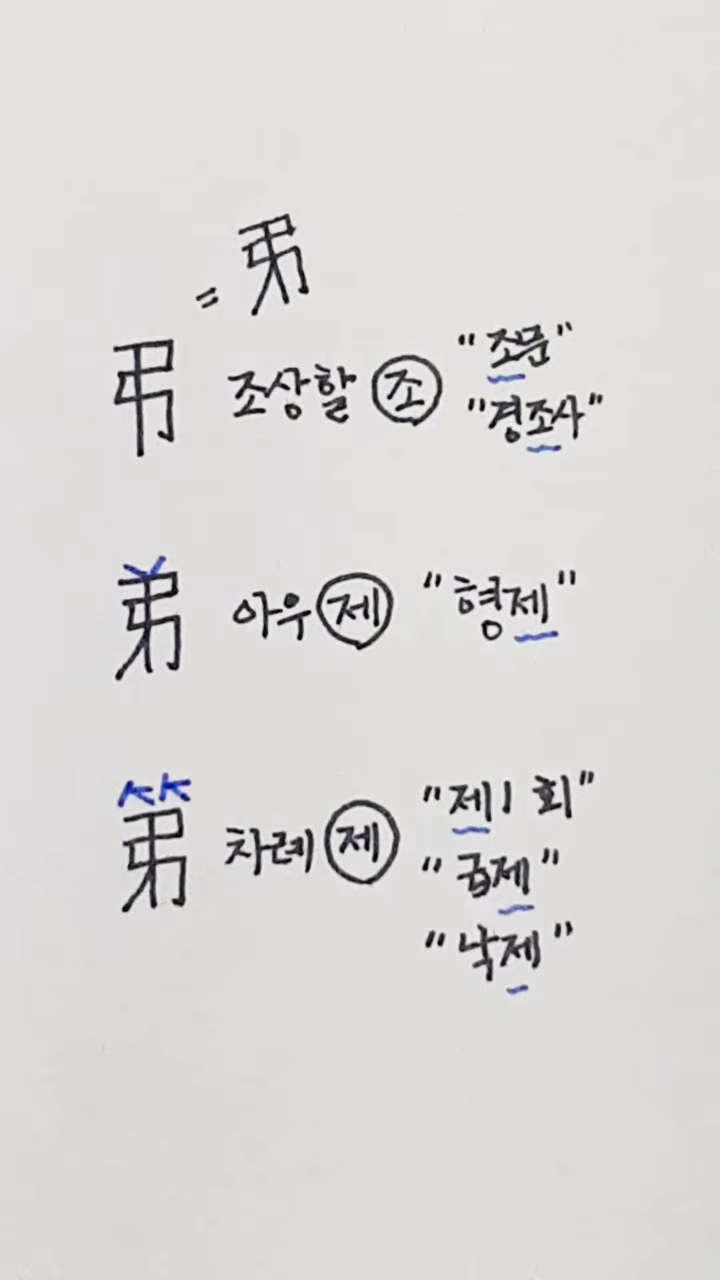 =
弔 조상할 조 "조문"
"경조사"
弟 아우 제 "형제"
第 차례 제 "제1회"
"급제"
"낙제"